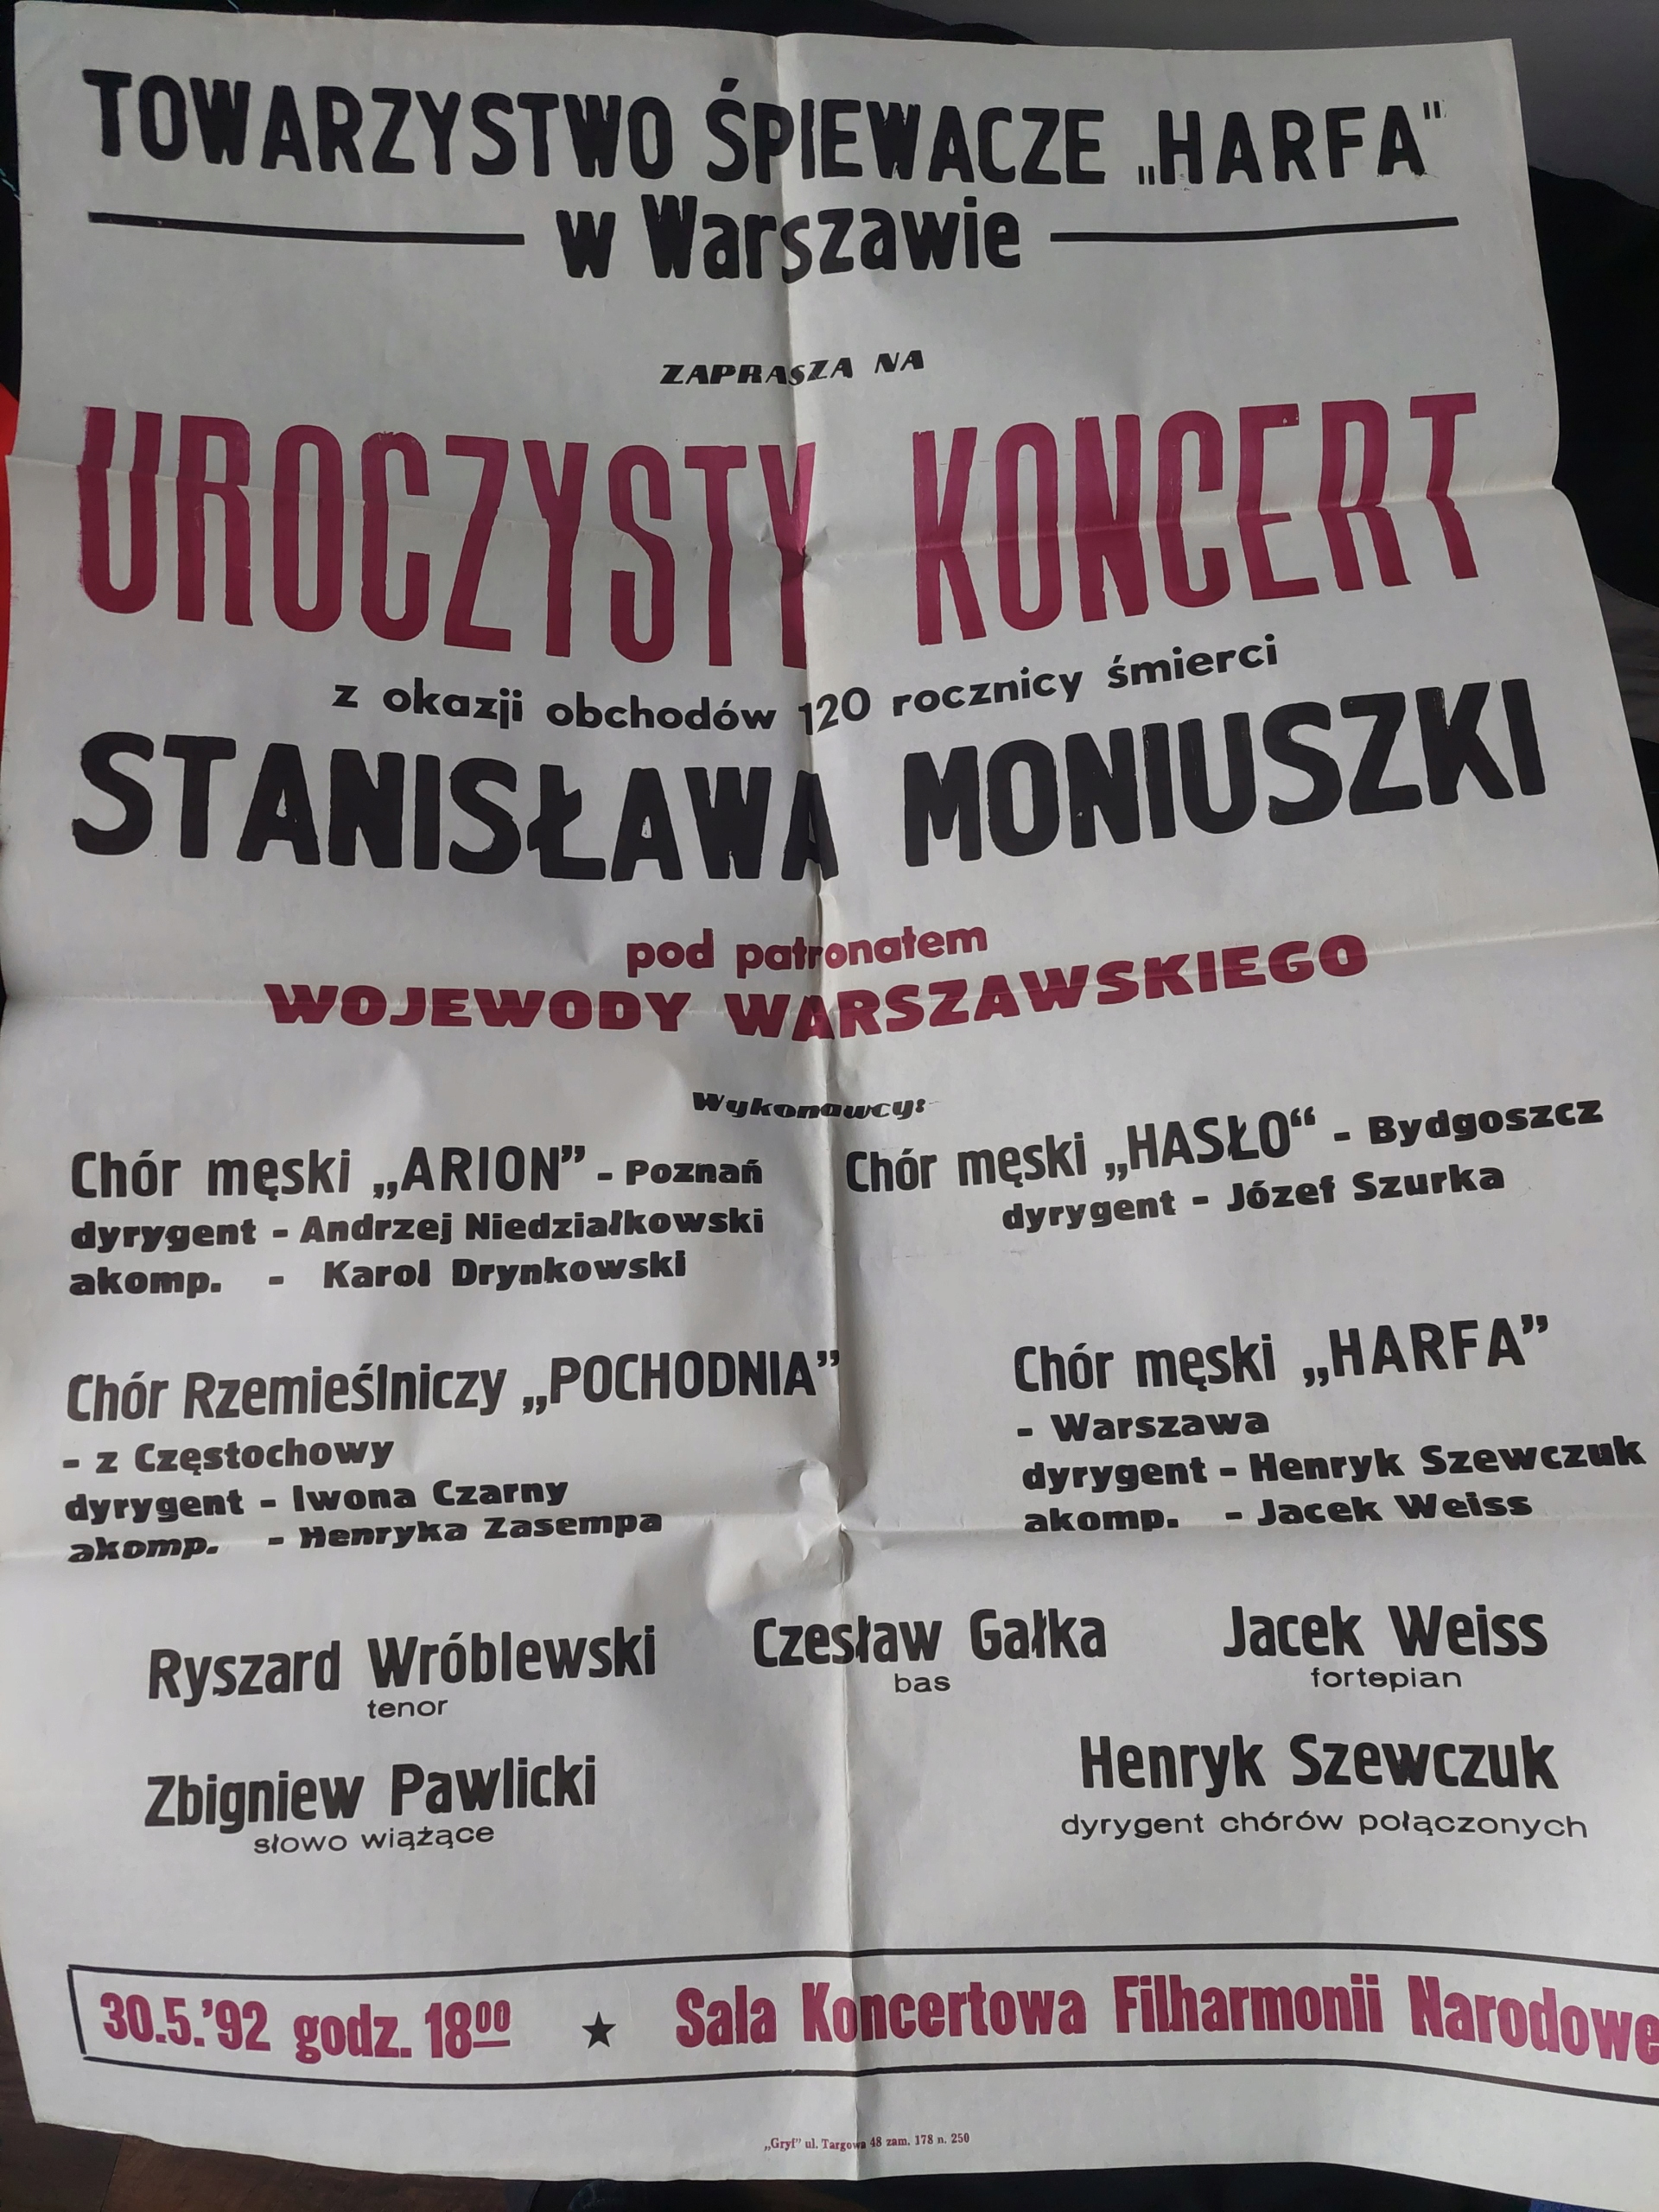 TOWARZYSTWO ŚPIEWACZE „HARFA"
w Warszawie
ZAPRASZA NA
UROCZYSTY KONCERT
z okazji obchodów 120 rocznicy śmierci
STANISŁAWA MONIUSZKI
pod patronatem
WOJEWODY WARSZAWSKIEGO
Wykonawcy:
Chór męski „ARION” - Poznań
dyrygent - Andrzej Niedziałkowski
akomp. - Karol Drynkowski
Chór męski „HASŁO“ - Bydgoszcz
dyrygent - Józef Szurka
Chór Rzemieślniczy „POCHODNIA”
- z Częstochowy
dyrygent - Iwona Czarny
akomp. - Henryka Zasempa
Chór męski „HARFA”
- Warszawa
dyrygent - Henryk Szewczuk
akomp. - Jacek Weiss
Ryszard Wróblewski
tenor
Czesław Gałka
bas
Jacek Weiss
fortepian
Zbigniew Pawlicki
słowo wiążące
Henryk Szewczuk
dyrygent chórów połączonych
30.5.'92 godz. 18⁰⁰ ★ Sala Koncertowa Filharmonii Narodowe
„Gryf” ul. Targowa 48 zam. 178 n. 250